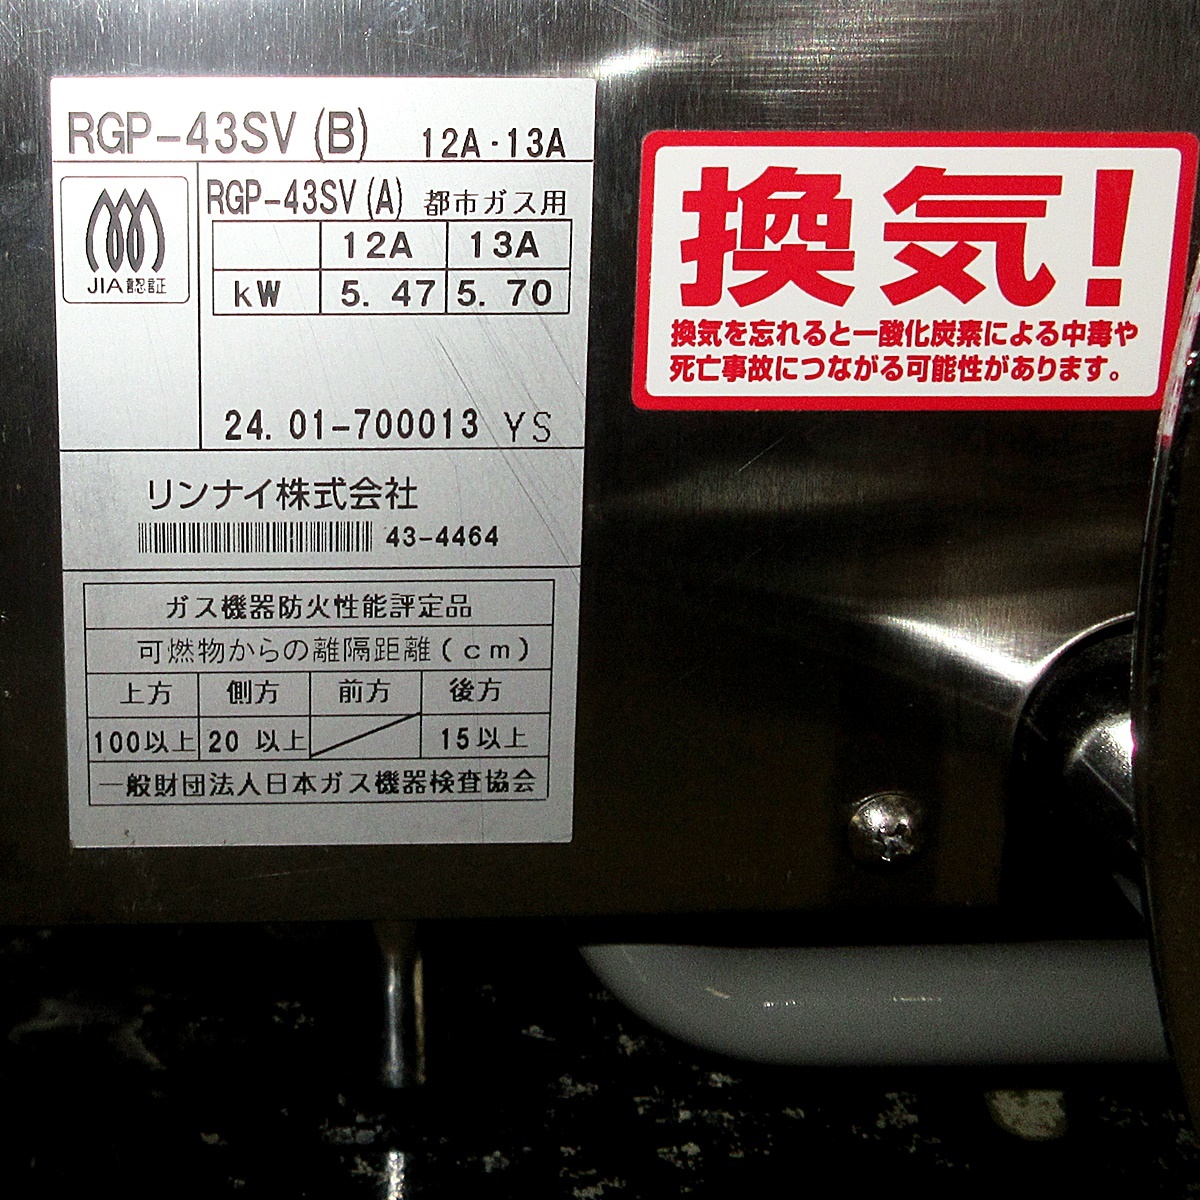 RGP-43SV (B) 12A・13A
RGP-43SV (A) 都市ガス用
JIA認証
12A 13A
kW 5. 47 5. 70
24. 01-700013 YS
リンナイ株式会社
43-4464
ガス機器防火性能評定品
可燃物からの離隔距離(cm)
上方 側方 前方 後方
100以上 20 以上 15以上
一般財団法人日本ガス機器検査協会
換気!
換気を忘れると一酸化炭素による中毒や
死亡事故につながる可能性があります。